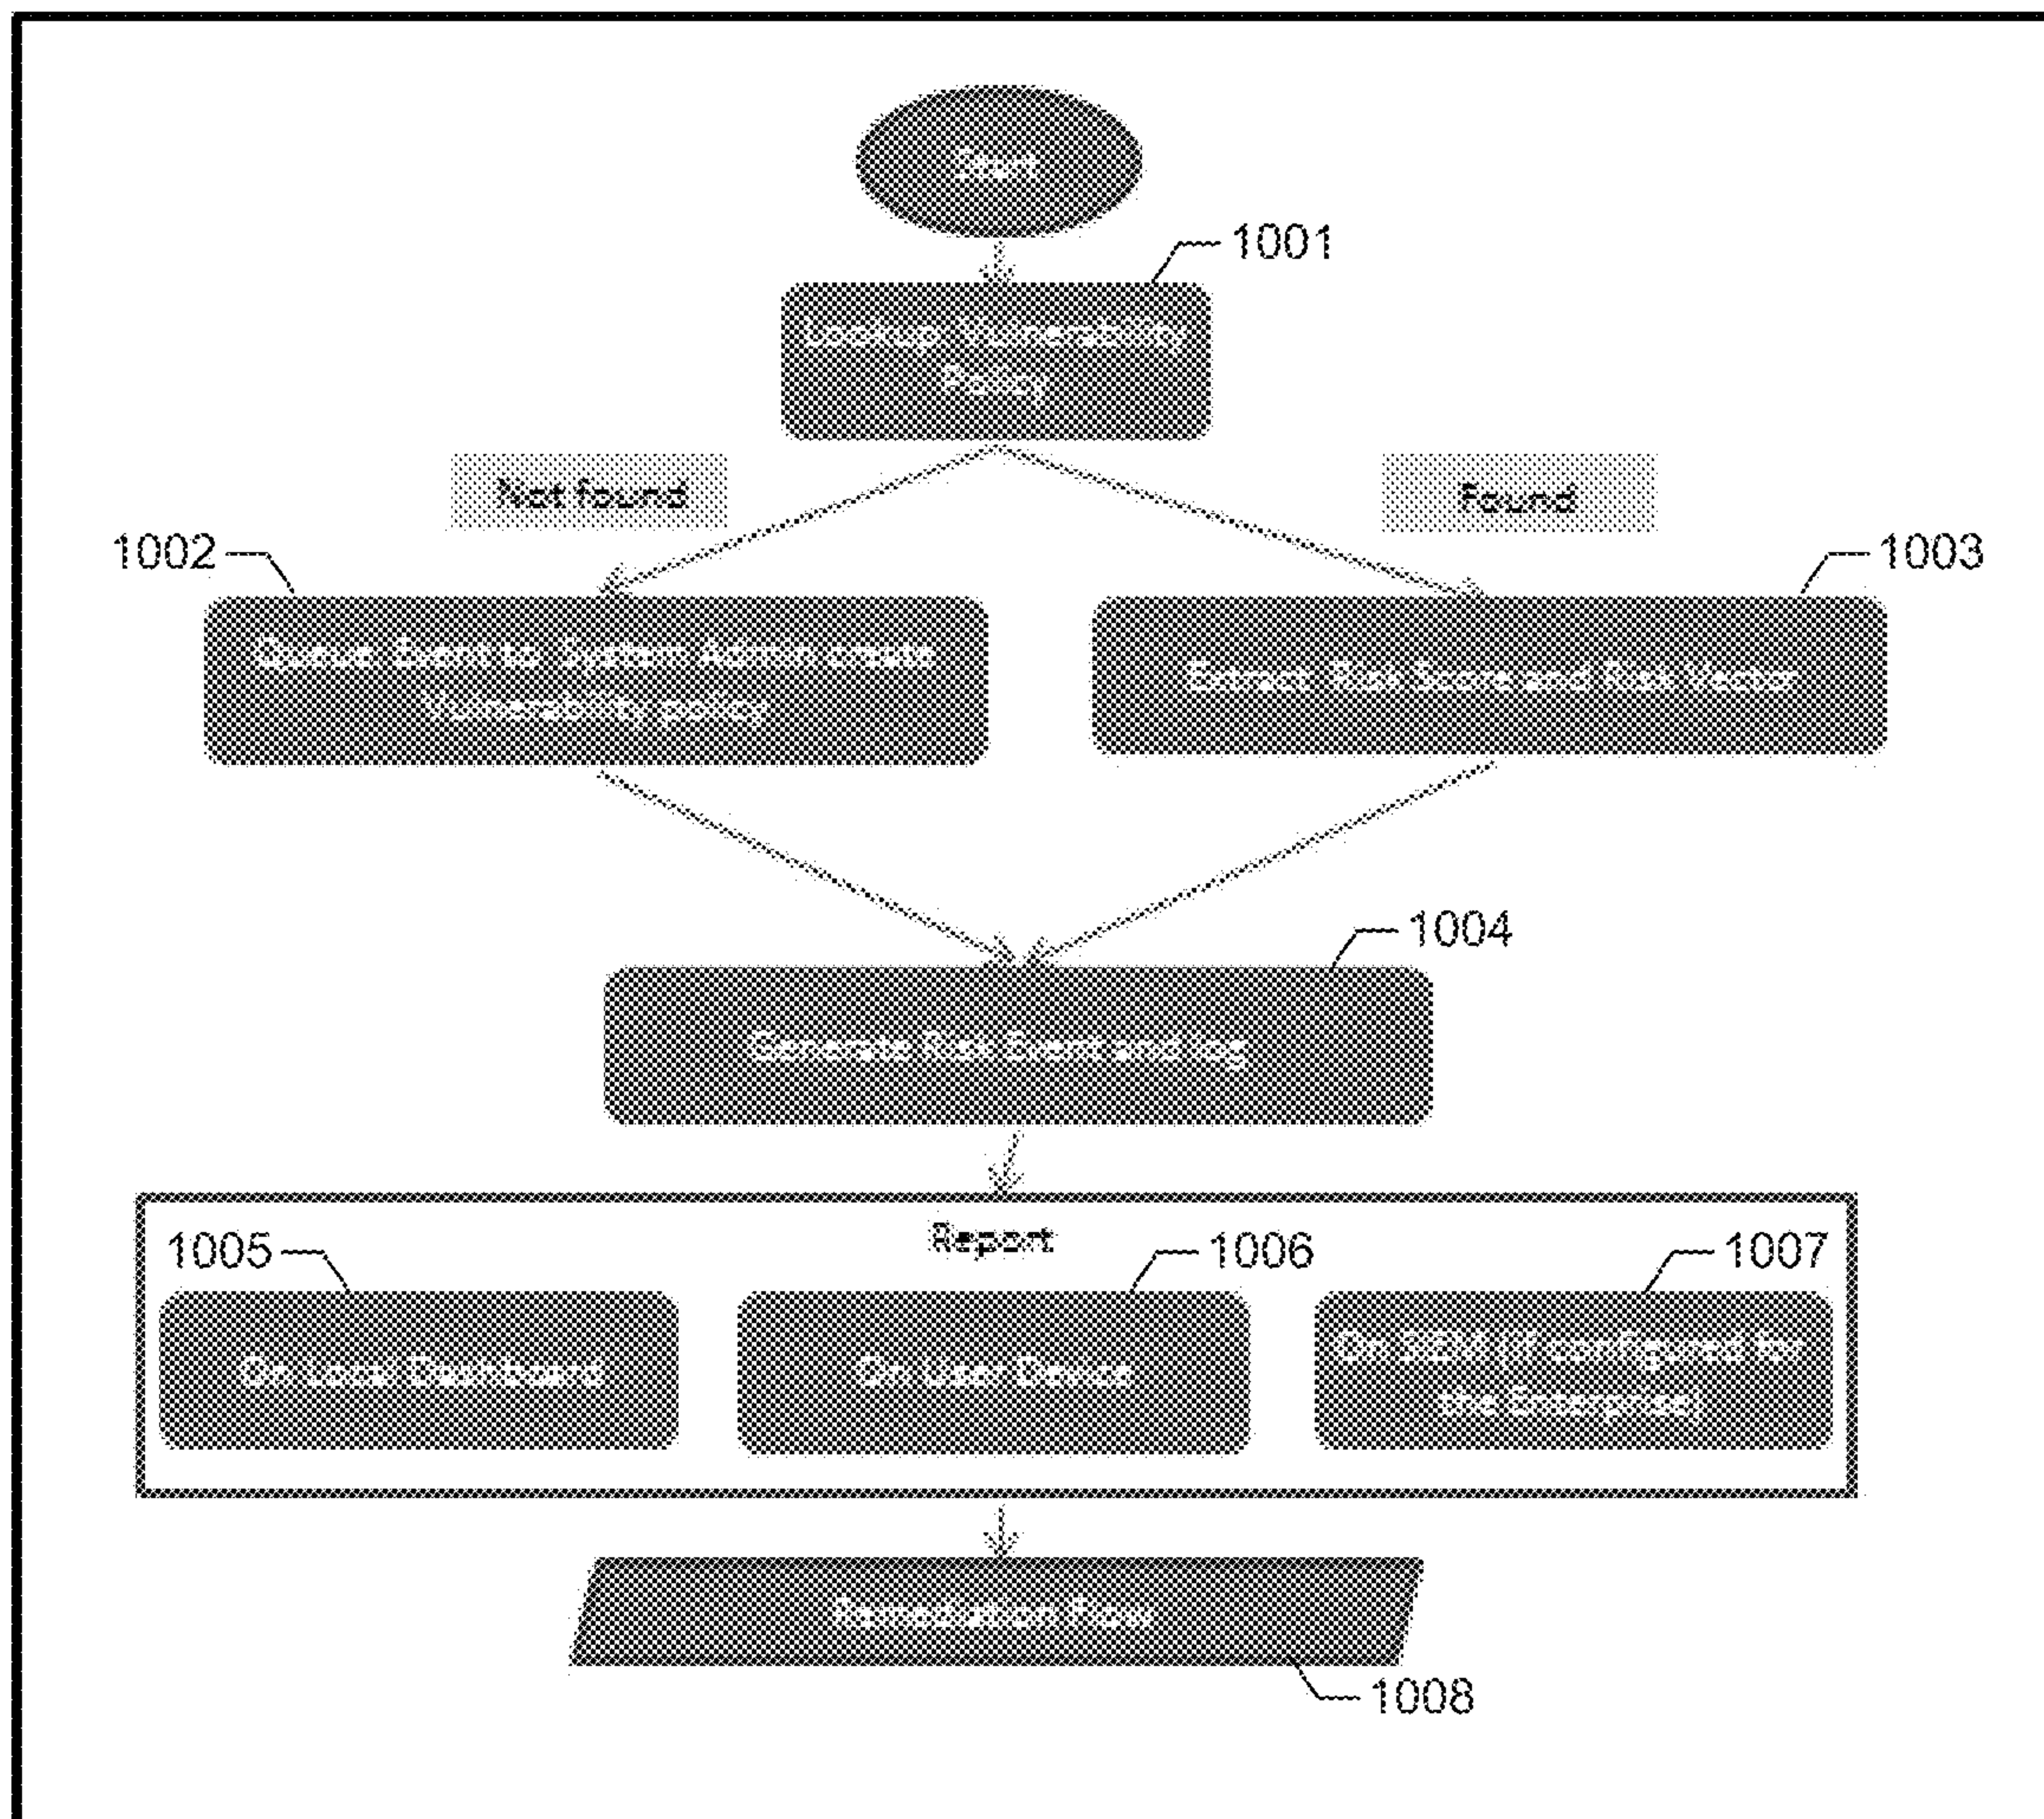 Start
1001
Lookup Vulnerability
Policy
Not found
Found
1002
1003
Queue Event to System Admin create
Vulnerability policy
Extract Risk Score and Risk Vector
1004
Generate Risk Event and log
Report
1005
1006
1007
On Local Dashboard
On User Device
On SIEM (if configured for
the Enterprise)
Remediation Flow
1008